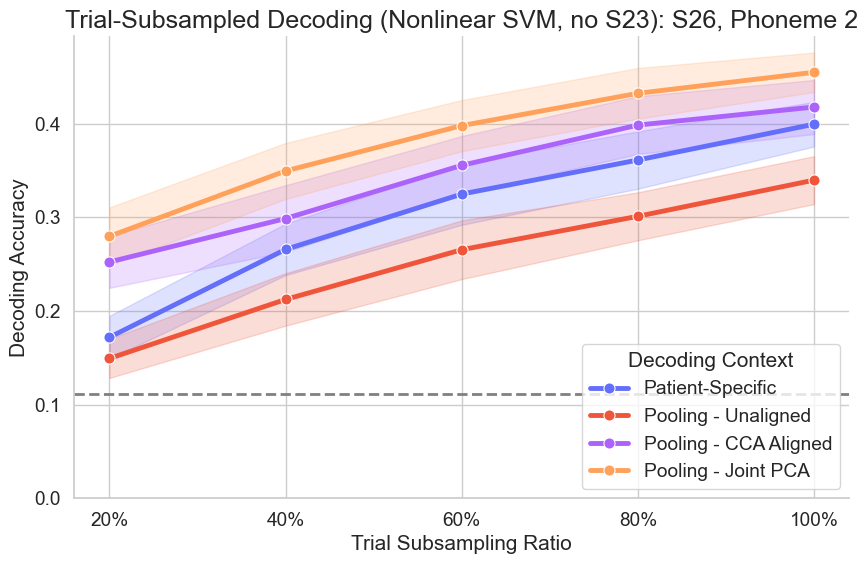 Trial-Subsampled Decoding (Nonlinear SVM, no S23): S26, Phoneme 2
Decoding Accuracy
0.4
0.3
0.2
0.1
0.0
Decoding Context
Patient-Specific
Pooling - Unaligned
Pooling - CCA Aligned
Pooling - Joint PCA
20%
40%
60%
80%
100%
Trial Subsampling Ratio